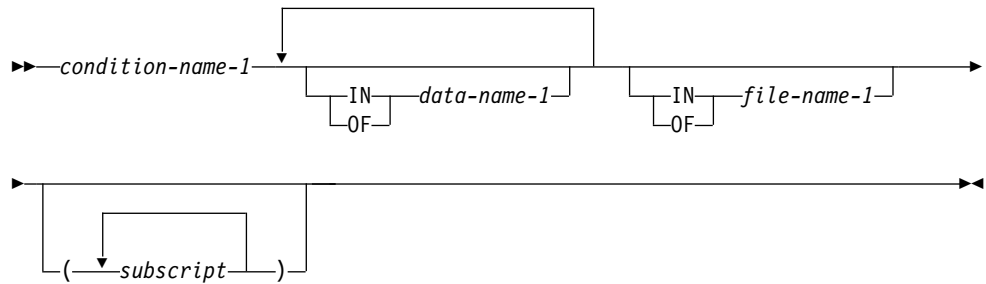 condition-name-1
IN data-name-1 IN file-name-1
OF OF
( subscript )